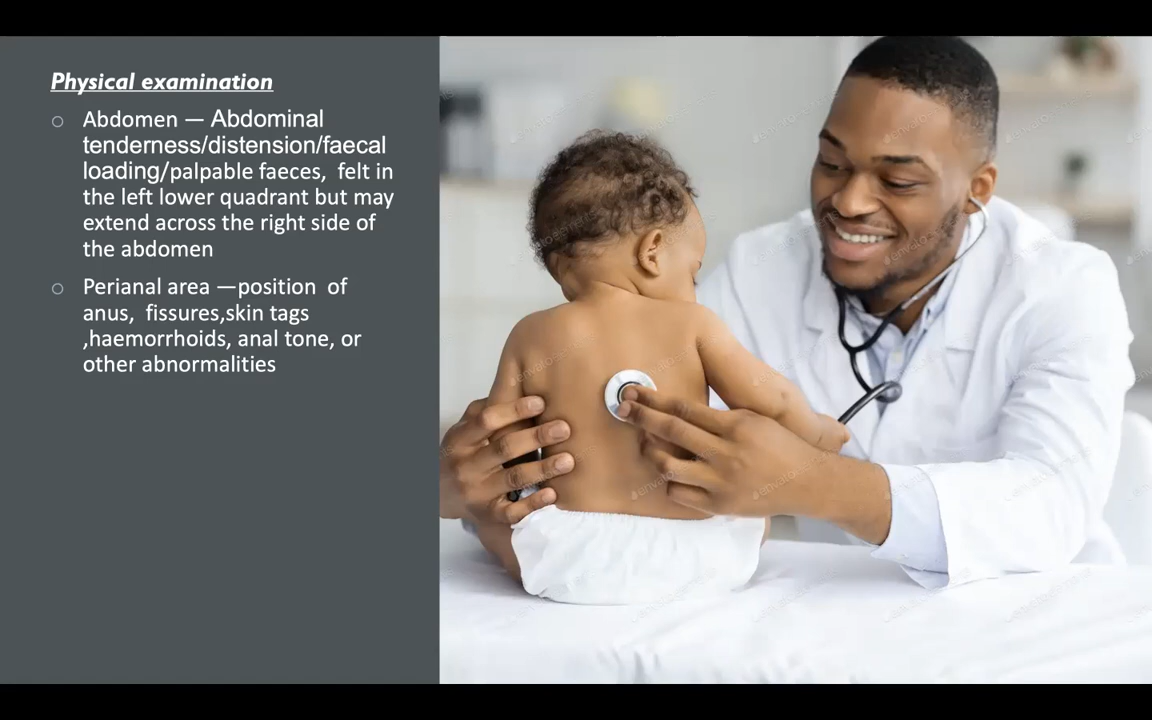 Physical examination
Abdomen — Abdominal
tenderness/distension/faecal
loading/palpable faeces,  felt in
the left lower quadrant but may
extend across the right side of
the abdomen
Perianal area —position  of
anus,  fissures,skin tags
,haemorrhoids, anal tone, or
other abnormalities